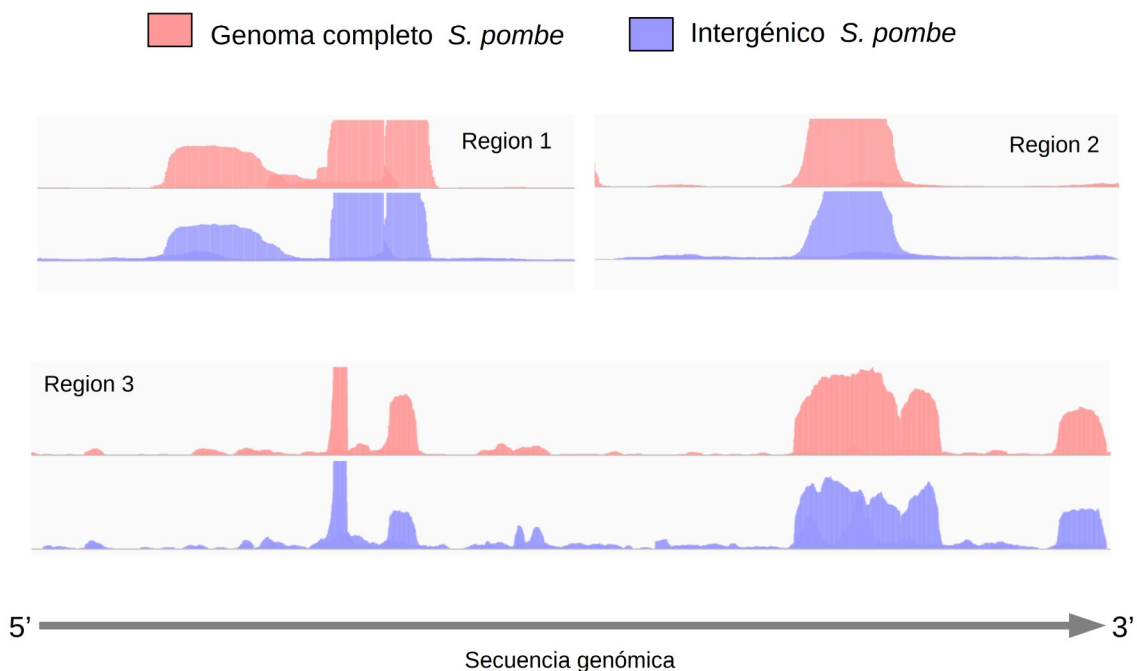 Genoma completo S. pombe
Intergénico S. pombe
Region 1
Region 2
Region 3
5’
3’
Secuencia genómica